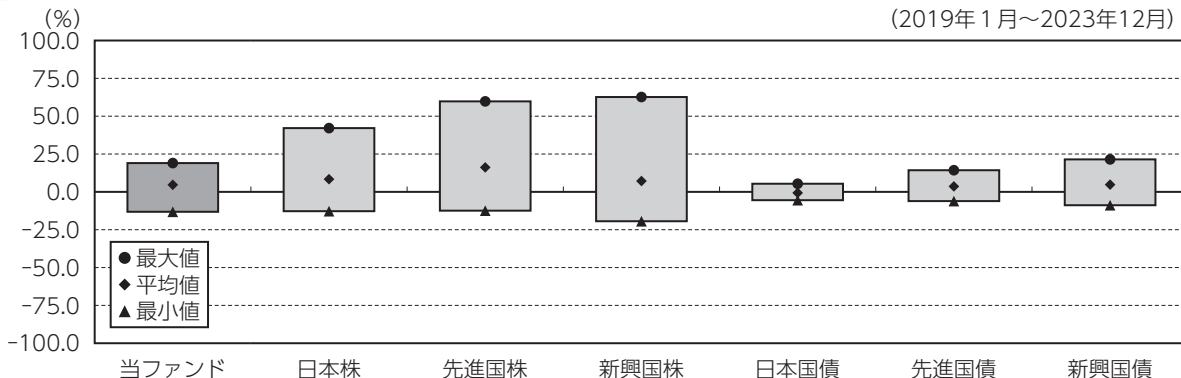 (%)
(2019年1月～2023年12月)
100.0
75.0
50.0
25.0
0.0
-25.0
-50.0
-75.0
-100.0
最大値
平均値
最小値
当ファンド 日本株 先進国株 新興国株 日本国債 先進国債 新興国債